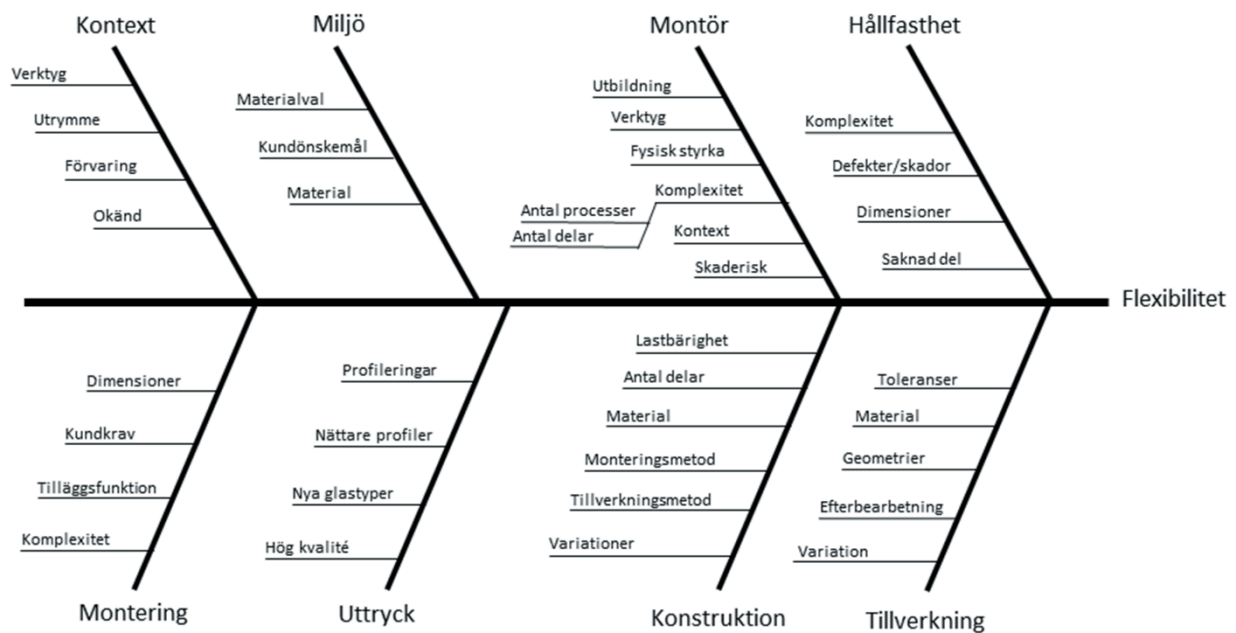 Kontext
Verktyg
Utrymme
Förvaring
Okänd
Miljö
Materialval
Kundönskemål
Material
Montör
Utbildning
Verktyg
Fysisk styrka
Komplexitet
Antal processer
Antal delar
Kontext
Skaderisk
Hållfasthet
Komplexitet
Defekter/skador
Dimensioner
Saknad del
Flexibilitet
Dimensioner
Kundkrav
Tilläggsfunktion
Komplexitet
Montering
Profileringar
Nättare profiler
Nya glastyper
Hög kvalité
Uttryck
Lastbärighet
Antal delar
Material
Monteringsmetod
Tillverkningsmetod
Variationer
Konstruktion
Toleranser
Material
Geometrier
Efterbearbetning
Variation
Tillverkning